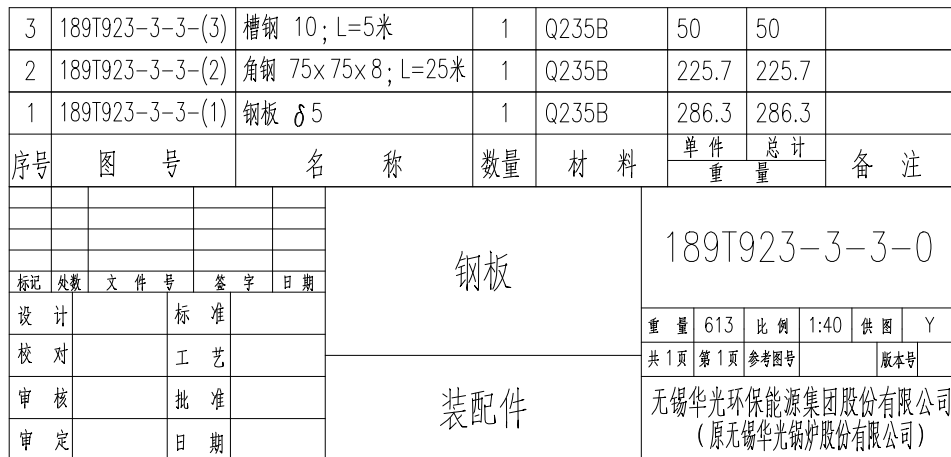 3 189T923-3-3-(3) 槽钢 10; L=5米 1 Q235B 50 50
2 189T923-3-3-(2) 角钢 75x75x8; L=25米 1 Q235B 225.7 225.7
1 189T923-3-3-(1) 钢板 δ5 1 Q235B 286.3 286.3
序号 图号 名称 数量 材料 单件 总计 备注
重量
钢板
189T923-3-3-0
标记 处数 文件号 签字 日期
设计 标准
重量 613 比例 1:40 供图 Y
校对 工艺
共1页 第1页 参考图号 版本号
审核 批准
装配件
无锡华光环保能源集团股份有限公司
(原无锡华光锅炉股份有限公司)
审定 日期